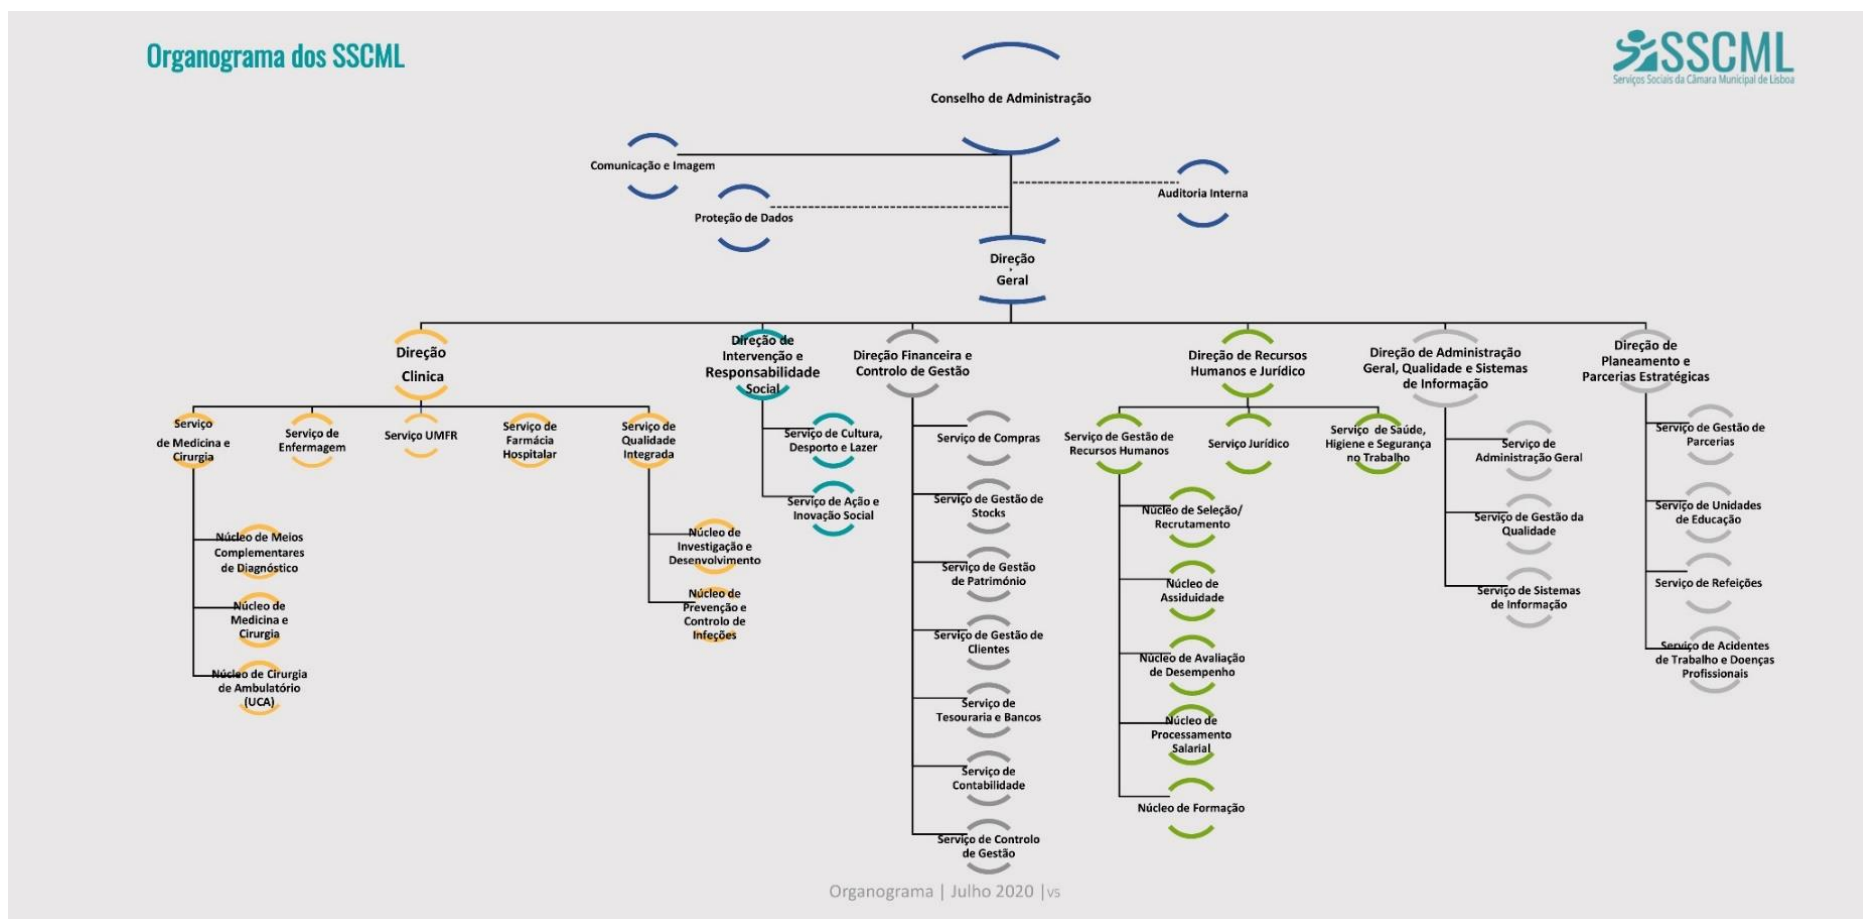 Organograma dos SSCML
SSCML
Serviços Sociais da Câmara Municipal de Lisboa
Conselho de Administração
Comunicação e Imagem
Auditoria Interna
Proteção de Dados
Direção
Geral
Direção
Clinica
Direção de
Intervenção e
Responsabilidade
Social
Direção Financeira e
Controlo de Gestão
Direção de Recursos
Humanos e Jurídico
Direção de Administração
Geral, Qualidade e Sistemas
de Informação
Direção de
Planeamento e
Parcerias Estratégicas
Serviço
de Medicina e
Cirurgia
Serviço de
Enfermagem
Serviço UMFR
Serviço de
Farmácia
Hospitalar
Serviço de
Qualidade
Integrada
Núcleo de Meios
Complementares
de Diagnóstico
Núcleo de
Medicina e
Cirurgia
Núcleo de Cirurgia
de Ambulatório
(UCA)
Núcleo de
Investigação e
Desenvolvimento
Núcleo de
Prevenção e
Controlo de
Infeções
Serviço de Cultura,
Desporto e Lazer
Serviço de Ação e
Inovação Social
Serviço de Compras
Serviço de Gestão de
Stocks
Serviço de Gestão
de Património
Serviço de Gestão de
Clientes
Serviço de
Tesouraria e Bancos
Serviço de
Contabilidade
Serviço de Controlo
de Gestão
Serviço de Gestão de
Recursos Humanos
Serviço Jurídico
Serviço de Saúde,
Higiene e Segurança
no Trabalho
Núcleo de Seleção/
Recrutamento
Núcleo de
Assiduidade
Núcleo de Avaliação
de Desempenho
Núcleo de
Processamento
Salarial
Núcleo de Formação
Serviço de
Administração Geral
Serviço de Gestão da
Qualidade
Serviço de Sistemas
de Informação
Serviço de Gestão de
Parcerias
Serviço de Unidades
de Educação
Serviço de Refeições
Serviço de Acidentes
de Trabalho e Doenças
Profissionais
Organograma | Julho 2020 |vs